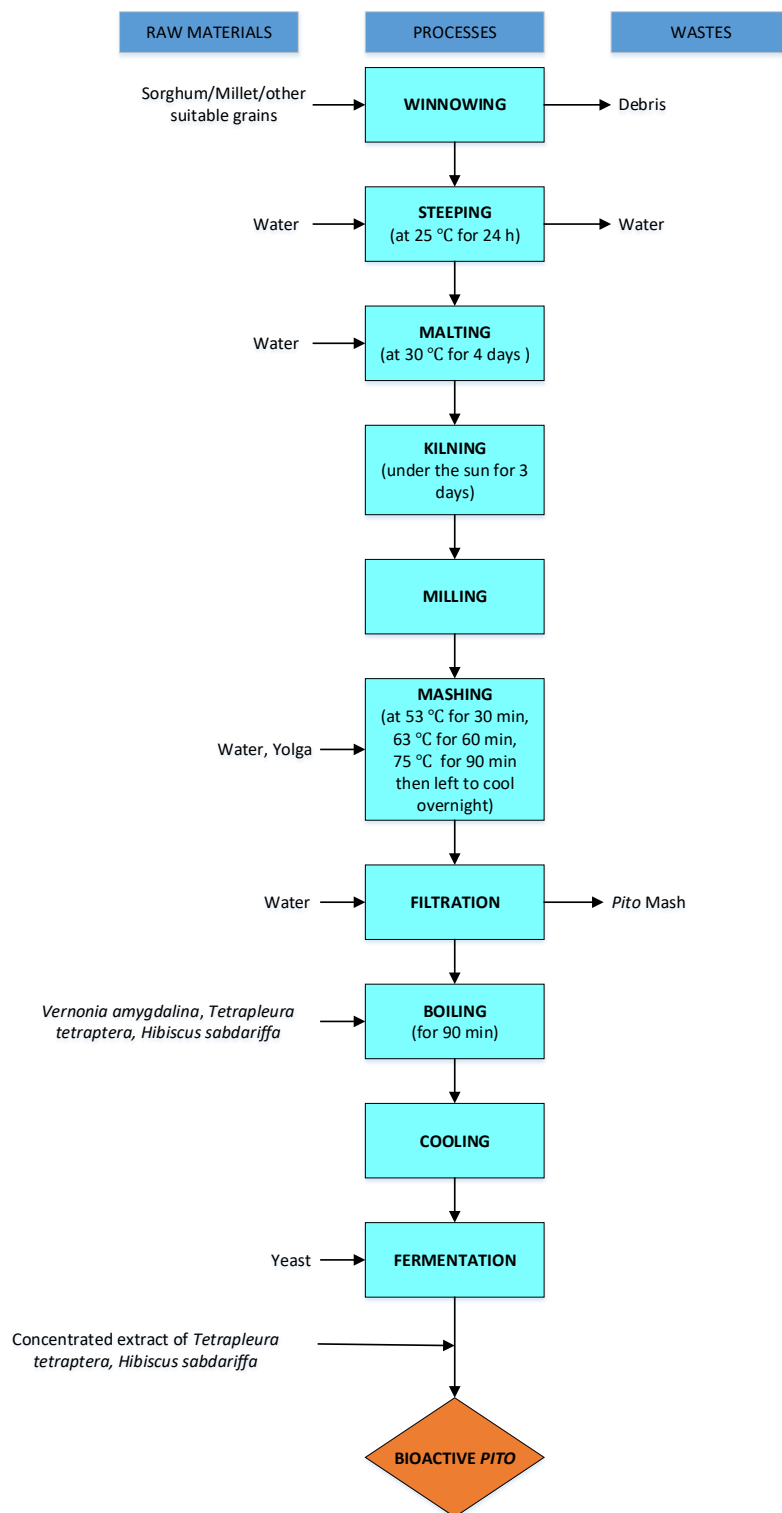 RAW MATERIALS
PROCESSES
WASTES
Sorghum/Millet/other
suitable grains
WINNOWING
Debris
Water
STEEPING
(at 25 ℃ for 24 h)
Water
Water
MALTING
(at 30 ℃ for 4 days )
KILNING
(under the sun for 3
days)
MILLING
Water, Yolga
MASHING
(at 53 ℃ for 30 min,
63 ℃ for 60 min,
75 ℃  for 90 min
then left to cool
overnight)
Water
FILTRATION
Pito Mash
Vernonia amygdalina, Tetrapleura
tetraptera, Hibiscus sabdariffa
BOILING
(for 90 min)
COOLING
Yeast
FERMENTATION
Concentrated extract of Tetrapleura
tetraptera, Hibiscus sabdariffa
BIOACTIVE PITO